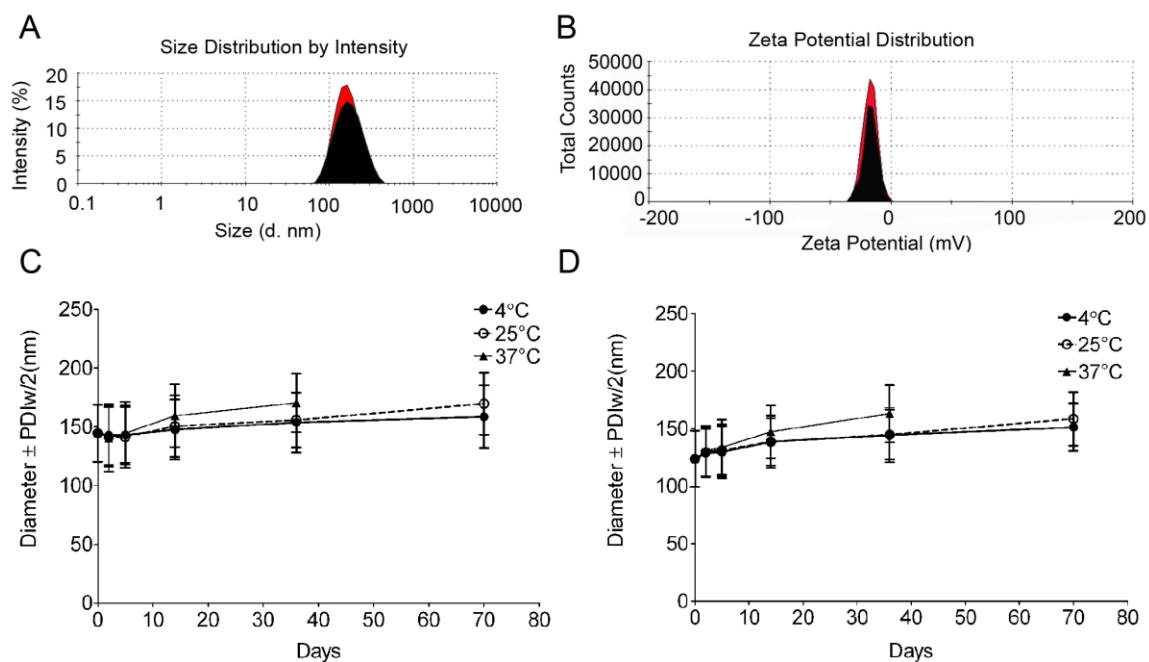 A
Size Distribution by Intensity
Intensity (%)
20
15
10
5
0
0.1
1
10
100
1000
10000
Size (d. nm)
B
Zeta Potential Distribution
Total Counts
50000
40000
30000
20000
10000
0
-200
-100
0
100
200
Zeta Potential (mV)
C
Diameter ± PDIw/2(nm)
250
200
150
100
50
0
0 10 20 30 40 50 60 70 80
Days
4°C
25°C
37°C
D
Diameter ± PDIw/2(nm)
250
200
150
100
50
0
0 10 20 30 40 50 60 70 80
Days
4°C
25°C
37°C